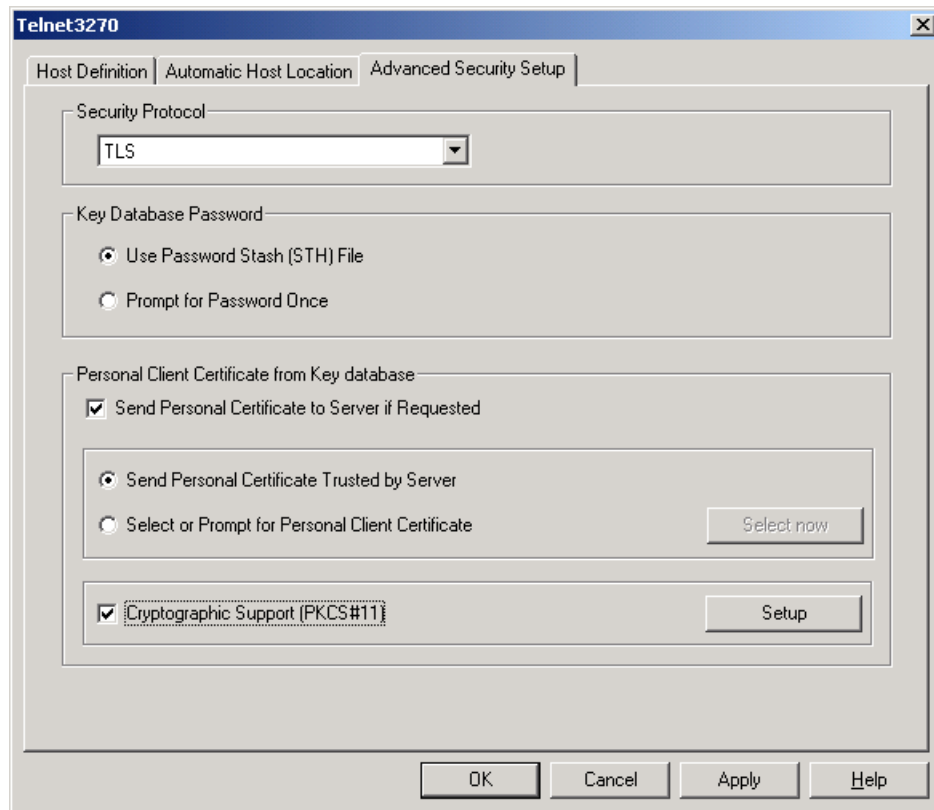 Telnet3270
Host Definition Automatic Host Location Advanced Security Setup
Security Protocol
TLS
Key Database Password
Use Password Stash (STH) File
Prompt for Password Once
Personal Client Certificate from Key database
Send Personal Certificate to Server if Requested
Send Personal Certificate Trusted by Server
Select or Prompt for Personal Client Certificate Select now
Cryptographic Support (PKCS#11) Setup
OK Cancel Apply Help